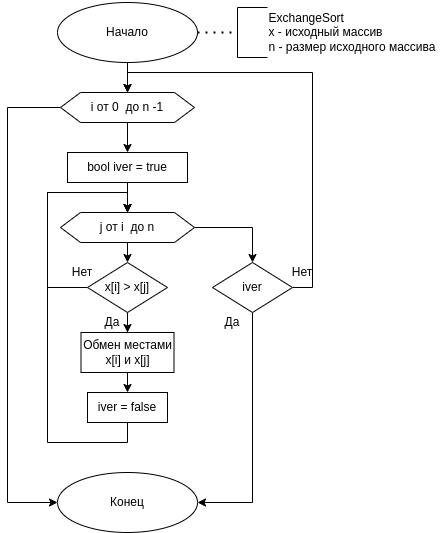 Начало
ExchangeSort
x - исходный массив
n - размер исходного массива
i от 0 до n -1
bool iver = true
j от i до n
Нет
x[i] > x[j]
iver
Нет
Да
Да
Обмен местами
x[i] и x[j]
iver = false
Конец